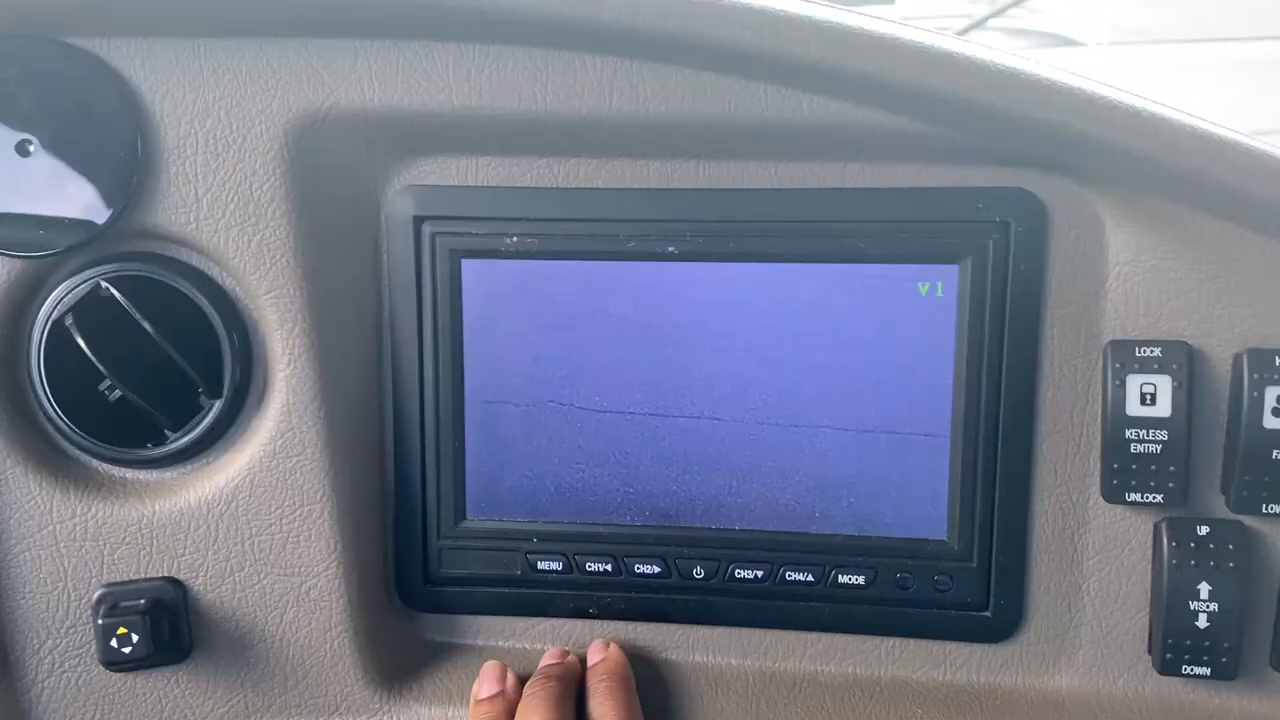 V1
MENU CH1/◄ CH2/► CH3/▼ CH4/▲ MODE
LOCK
KEYLESS
ENTRY
UNLOCK
UP
VISOR
DOWN